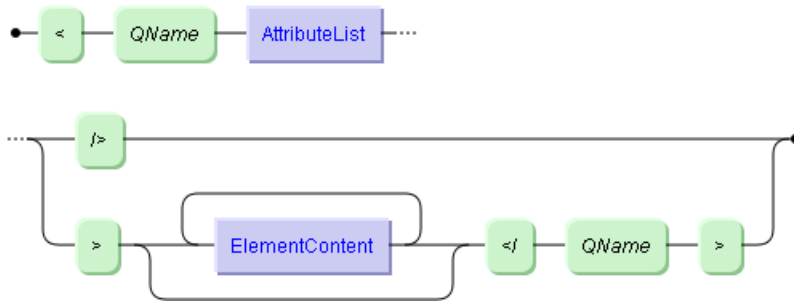 < QName AttributeList
/>
> ElementContent </ QName >